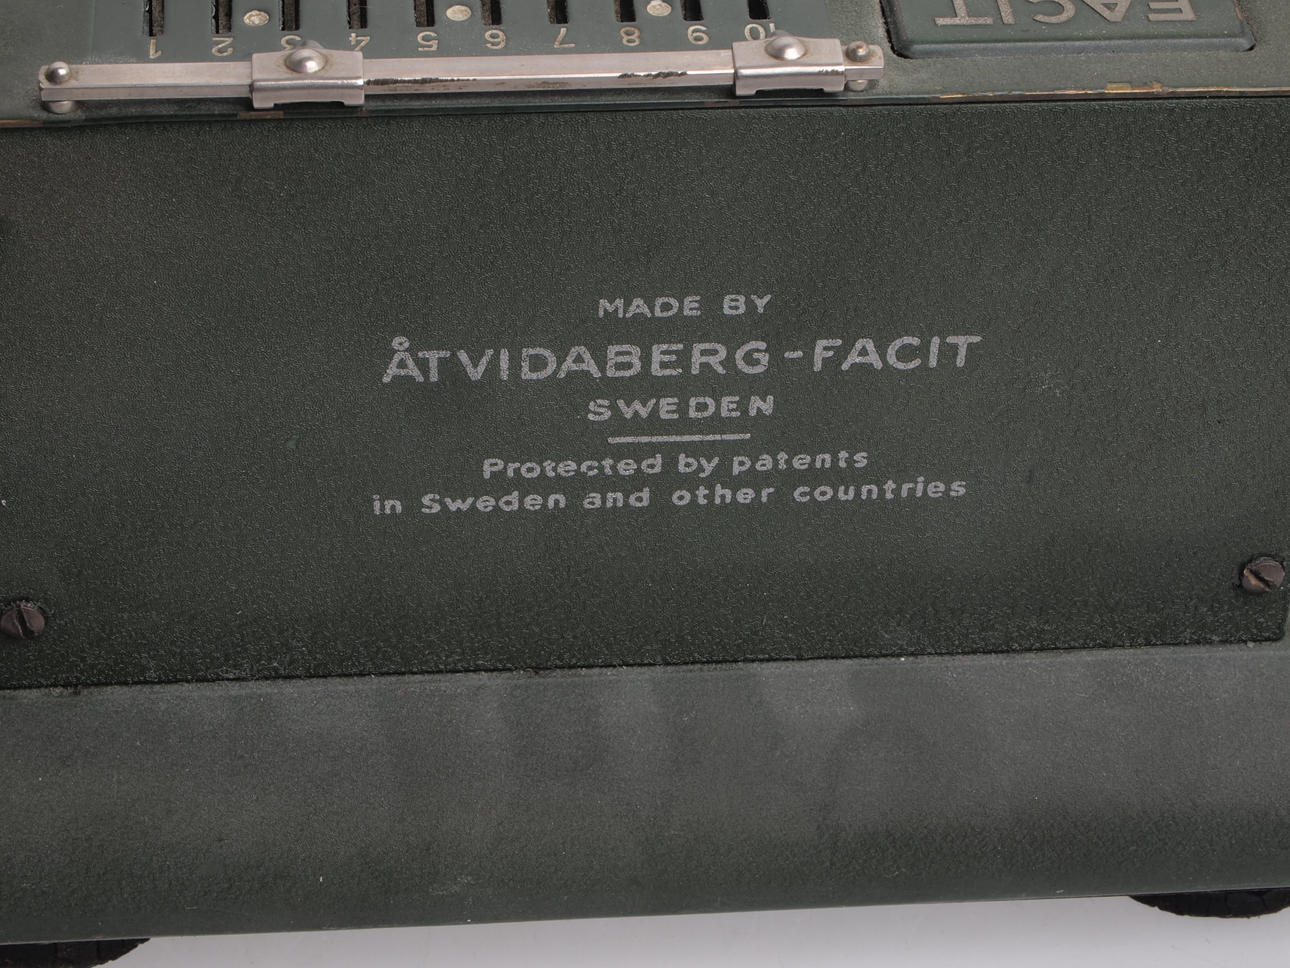 1 2 3 4 5 6 7 8 9 10
FACIT
MADE BY
ÅTVIDABERG-FACIT
SWEDEN
Protected by patents
in Sweden and other countries